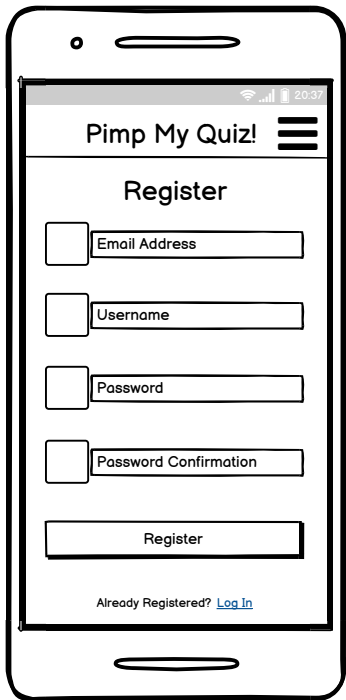 20:37
Pimp My Quiz!
Register
Email Address
Username
Password
Password Confirmation
Register
Already Registered? Log In